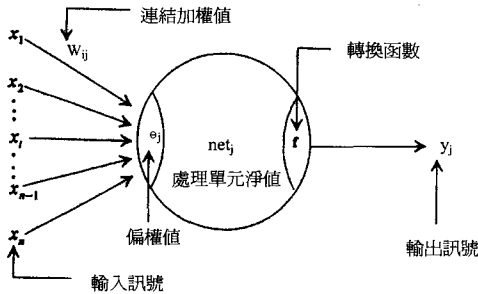 連結加權值
x1
Wij
轉換函數
x2
xi
θj
netj
f
yj
處理單元淨值
xn-1
偏權值
xn
輸出訊號
輸入訊號